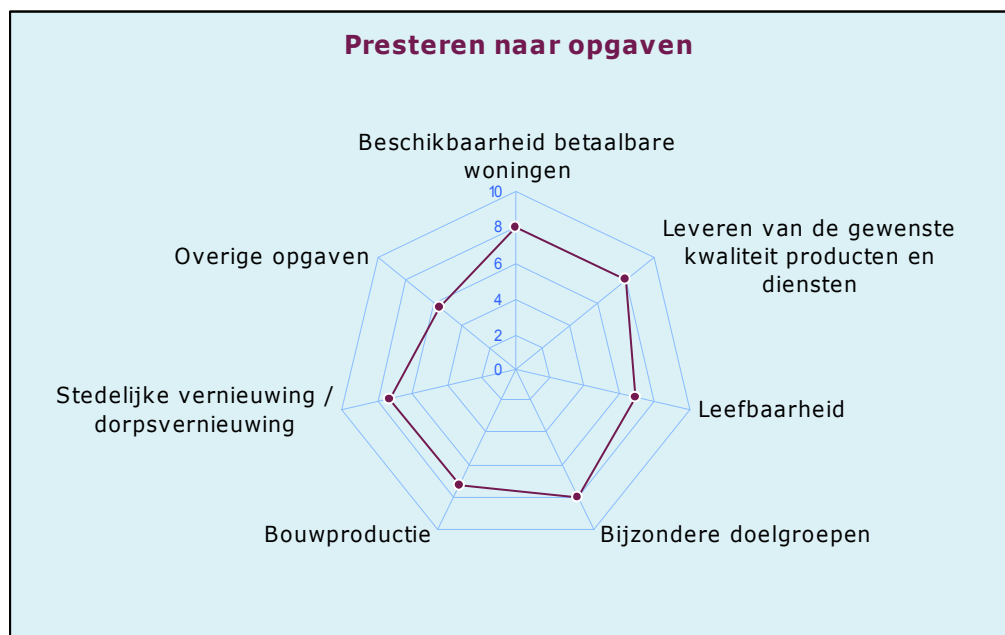 Presteren naar opgaven
Beschikbaarheid betaalbare
woningen
10
8
6
4
2
0
Leveren van de gewenste
kwaliteit producten en
diensten
Leefbaarheid
Bijzondere doelgroepen
Bouwproductie
Stedelijke vernieuwing /
dorpsvernieuwing
Overige opgaven